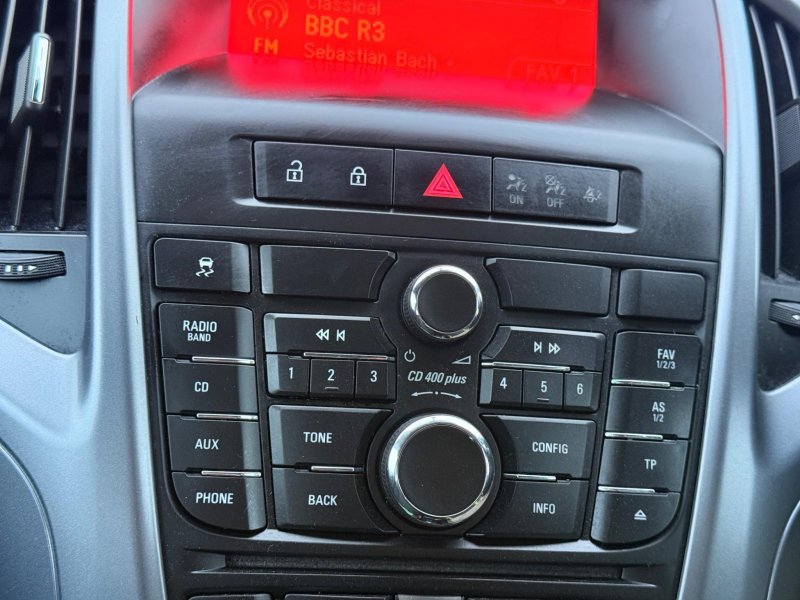 Classical
BBC R3
FM
Sebastian Bach -
FAV 1
ON
OFF
RADIO
BAND
CD
AUX
PHONE
1
2
3
CD 400 plus
4
5
6
TONE
BACK
CONFIG
INFO
FAV
1/2/3
AS
1/2
TP